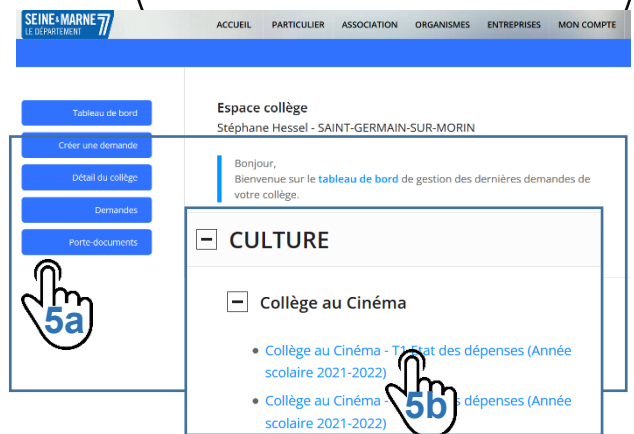 SEINE & MARNE 77
LE DÉPARTEMENT
ACCUEIL PARTICULIER ASSOCIATION ORGANISMES ENTREPRISES MON COMPTE
Tableau de bord
Créer une demande
Détail du collège
Demandes
Porte-documents
Espace collège
Stéphane Hessel - SAINT-GERMAIN-SUR-MORIN
Bonjour,
Bienvenue sur le tableau de bord de gestion des dernières demandes de
votre collège.
CULTURE
Collège au Cinéma
Collège au Cinéma - T1 Etat des dépenses (Année
scolaire 2021-2022)
Collège au Cinéma - dépenses (Année
scolaire 2021-2022)
5a
5b